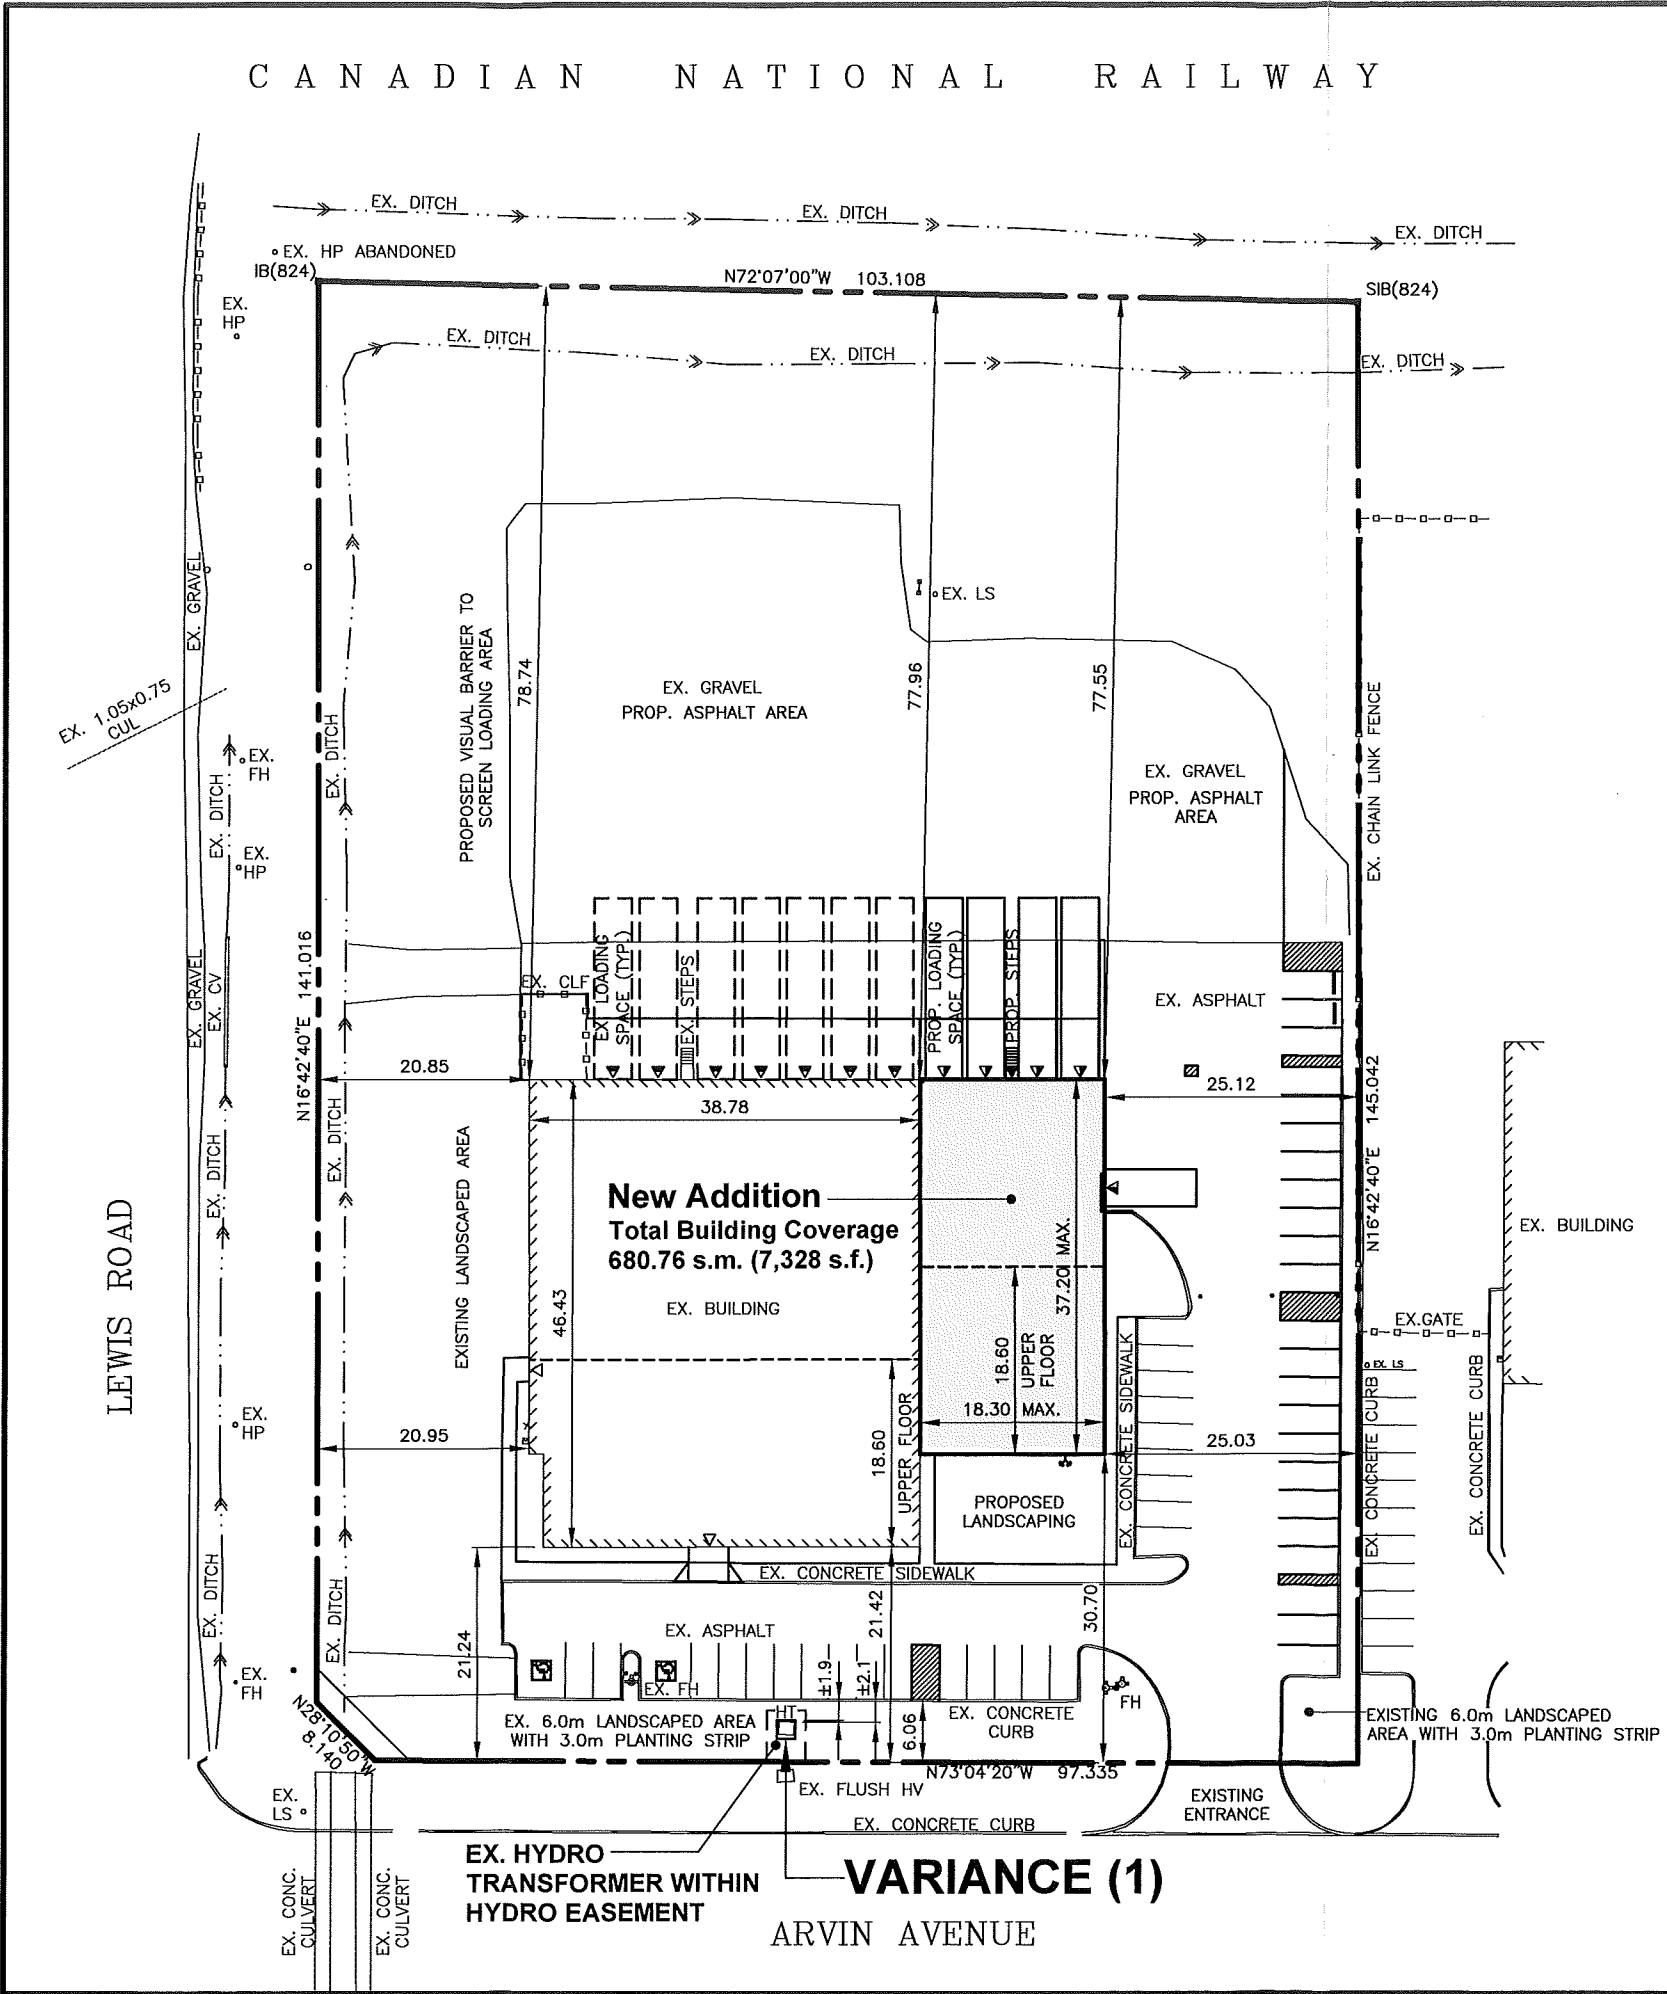 CANADIAN NATIONAL RAILWAY
EX. DITCH
EX. DITCH
EX. DITCH
EX. HP ABANDONED
IB(824)
N72°07'00"W 103.108
SIB(824)
EX.
HP
EX. DITCH
EX. DITCH
EX. DITCH
EX. GRAVEL
EX. LS
PROPOSED VISUAL BARRIER TO
SCREEN LOADING AREA
78.74
77.96
77.55
EX. GRAVEL
PROP. ASPHALT AREA
EX. 1.05x0.75
CUL
EX. DITCH
EX.
FH
EX. DITCH
EX. GRAVEL
PROP. ASPHALT
AREA
EX. CHAIN LINK FENCE
EX.
HP
N16°42'40"E 141.016
EX. GRAVEL
EX. CV
EX. CLF
EX LOADING
SPACE (TYP.)
EX. STEPS
PROP. LOADING
SPACE (TYP.)
PROP. STEPS
EX. ASPHALT
20.85
25.12
38.78
N16°42'40"E 145.042
EX. DITCH
EX. DITCH
EXISTING LANDSCAPED AREA
New Addition
Total Building Coverage
680.76 s.m. (7,328 s.f.)
EX. BUILDING
46.43
37.20 MAX.
18.60
UPPER
FLOOR
18.30 MAX.
EX. BUILDING
LEWIS ROAD
EX.GATE
EX. LS
EX. CONCRETE SIDEWALK
EX. CONCRETE CURB
EX. CONCRETE CURB
EX.
HP
20.95
18.60
UPPER FLOOR
25.03
PROPOSED
LANDSCAPING
EX. CONCRETE SIDEWALK
EX. DITCH
EX. DITCH
21.24
EX. ASPHALT
21.42
30.70
±1.9
±2.1
EX.
FH
EX. FH
FH
N28°10'50"W
8.140
EX. 6.0m LANDSCAPED AREA
WITH 3.0m PLANTING STRIP
HT
6.06
EX. CONCRETE
CURB
EXISTING 6.0m LANDSCAPED
AREA WITH 3.0m PLANTING STRIP
N73°04'20"W 97.335
EX. FLUSH HV
EXISTING
ENTRANCE
EX.
LS
EX. CONCRETE CURB
EX. HYDRO
TRANSFORMER WITHIN
HYDRO EASEMENT
VARIANCE (1)
EX. CONC.
CULVERT
EX. CONC.
CULVERT
ARVIN AVENUE